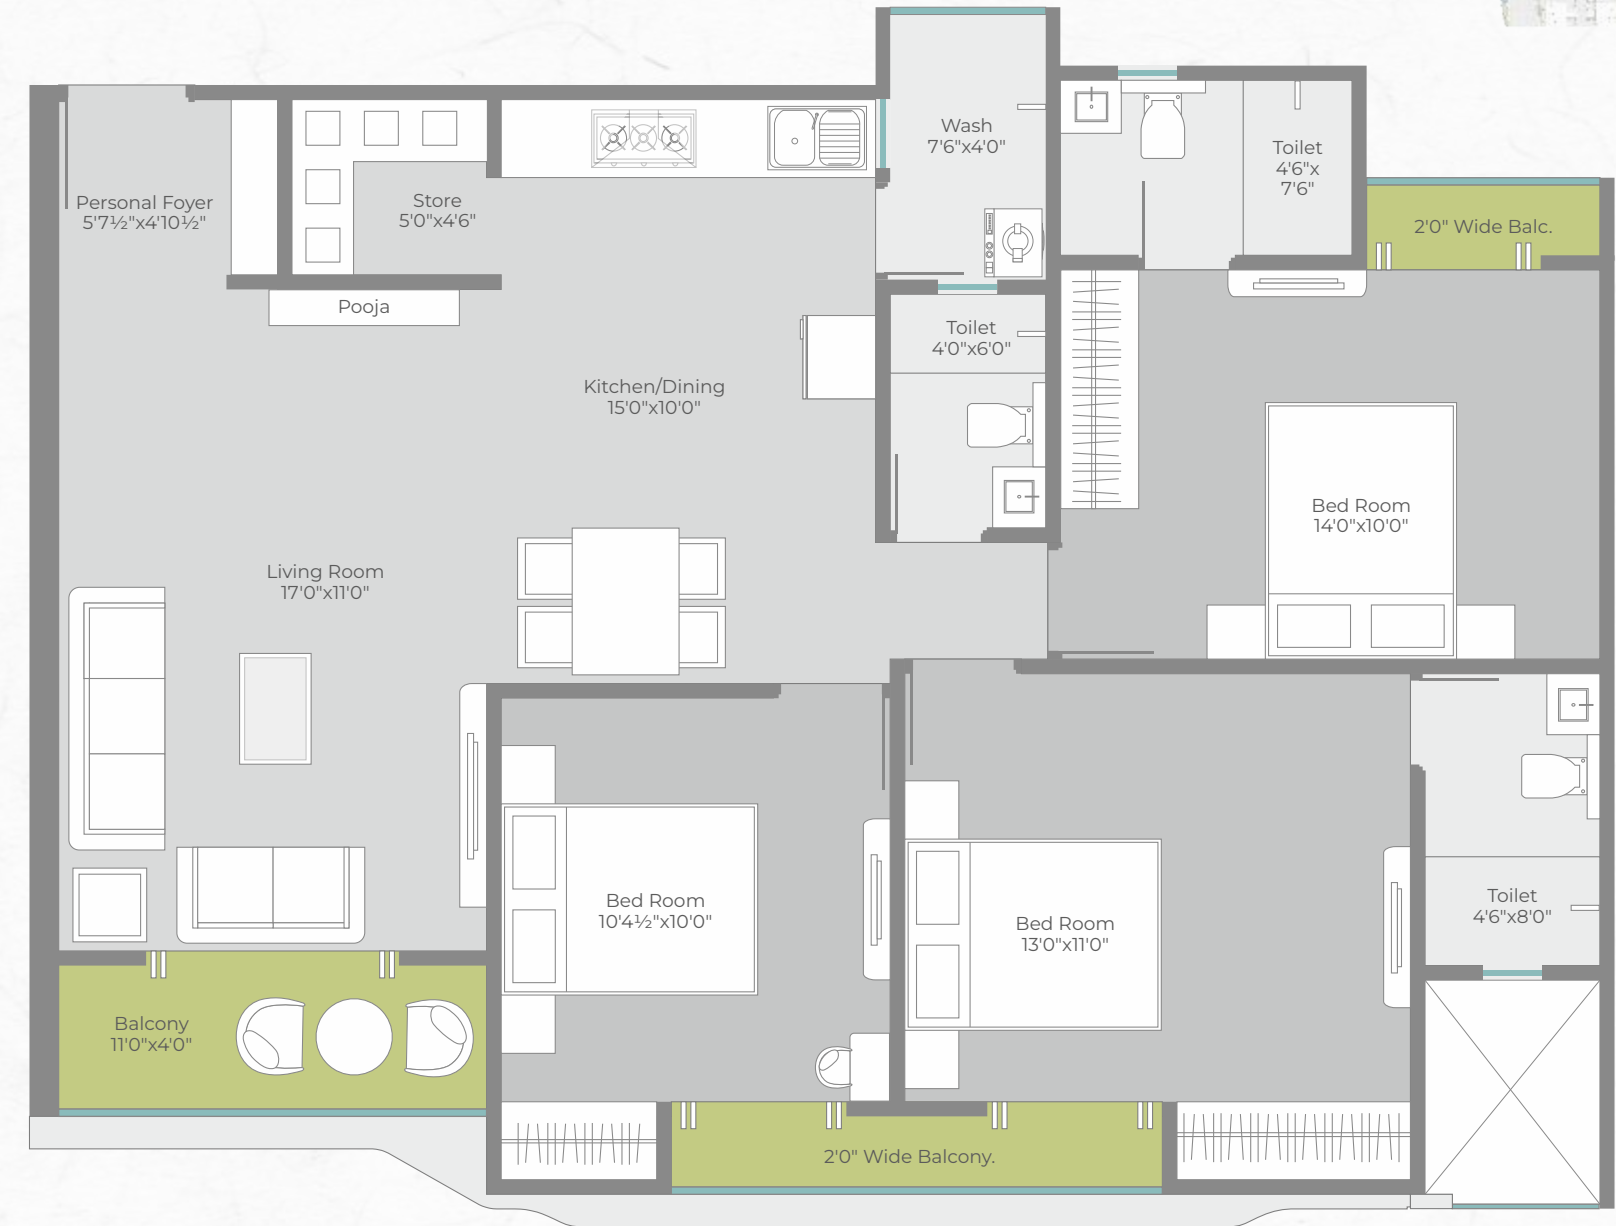 Wash
7'6"x4'0"
Toilet
4'6"x
7'6"
Personal Foyer
5'7½"x4'10½"
Store
5'0"x4'6"
2'0" Wide Balc.
Pooja
Toilet
4'0"x6'0"
Kitchen/Dining
15'0"x10'0"
Bed Room
14'0"x10'0"
Living Room
17'0"x11'0"
Bed Room
10'4½"x10'0"
Bed Room
13'0"x11'0"
Toilet
4'6"x8'0"
Balcony
11'0"x4'0"
2'0" Wide Balcony.